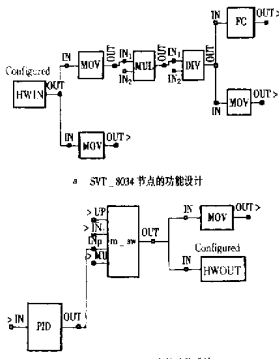 IN FC OUT>
IN MOV OUT IN₁ MUL OUT IN₁ DIV OUT
IN₂ IN₂
Configured
HWIN OUT
IN MOV OUT>
IN MOV OUT>
a SVT_8034 节点的功能设计
>UP
>IN
INp
>MU
m_sw OUT
IN MOV OUT>
Configured
IN HWOUT
>IN PID OUT